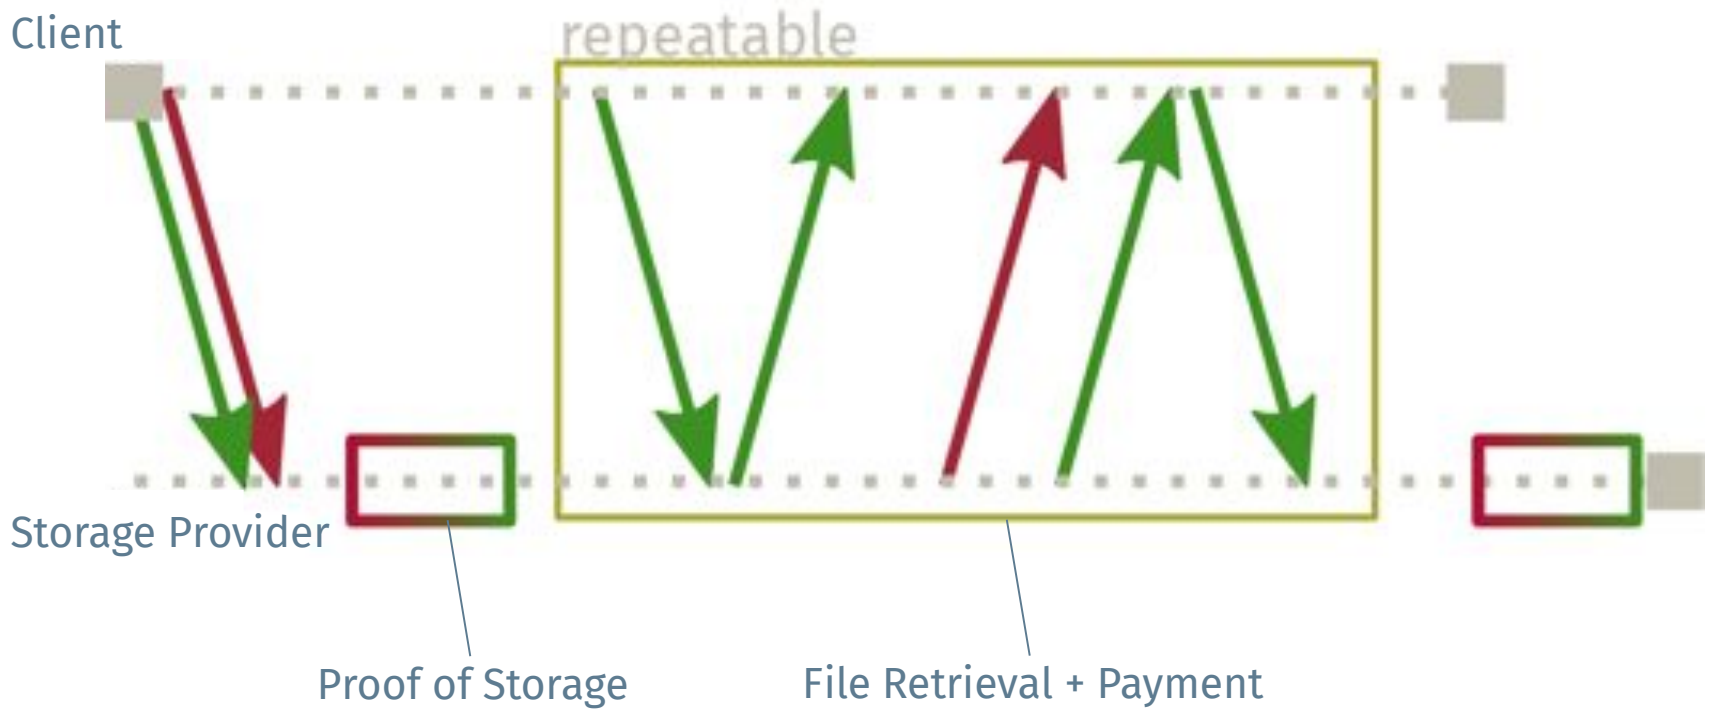 Client
repeatable
Storage Provider
Proof of Storage
File Retrieval + Payment